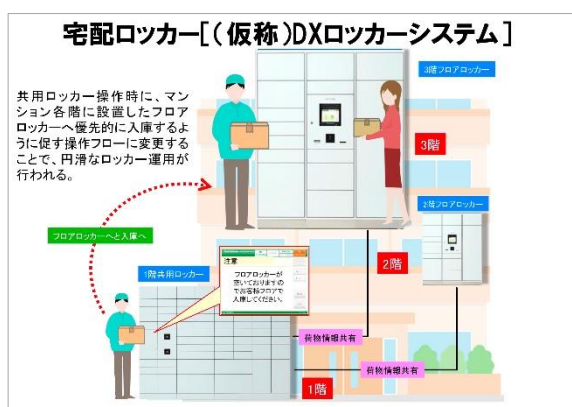 宅配ロッカー[(仮称)DXロッカーシステム]
共用ロッカー操作時に、マン
ション各階に設置したフロア
ロッカーへ優先的に入庫するよ
うに促す操作フローに変更する
ことで、円滑なロッカー運用が
行われる。
3階フロアロッカー
3階
2階フロアロッカー
フロアロッカーへと入庫へ
2階
1階共用ロッカー
注意
フロアロッカーが
空いておりますの
でお客様フロアで
入庫してください。
荷物情報共有
荷物情報共有
1階